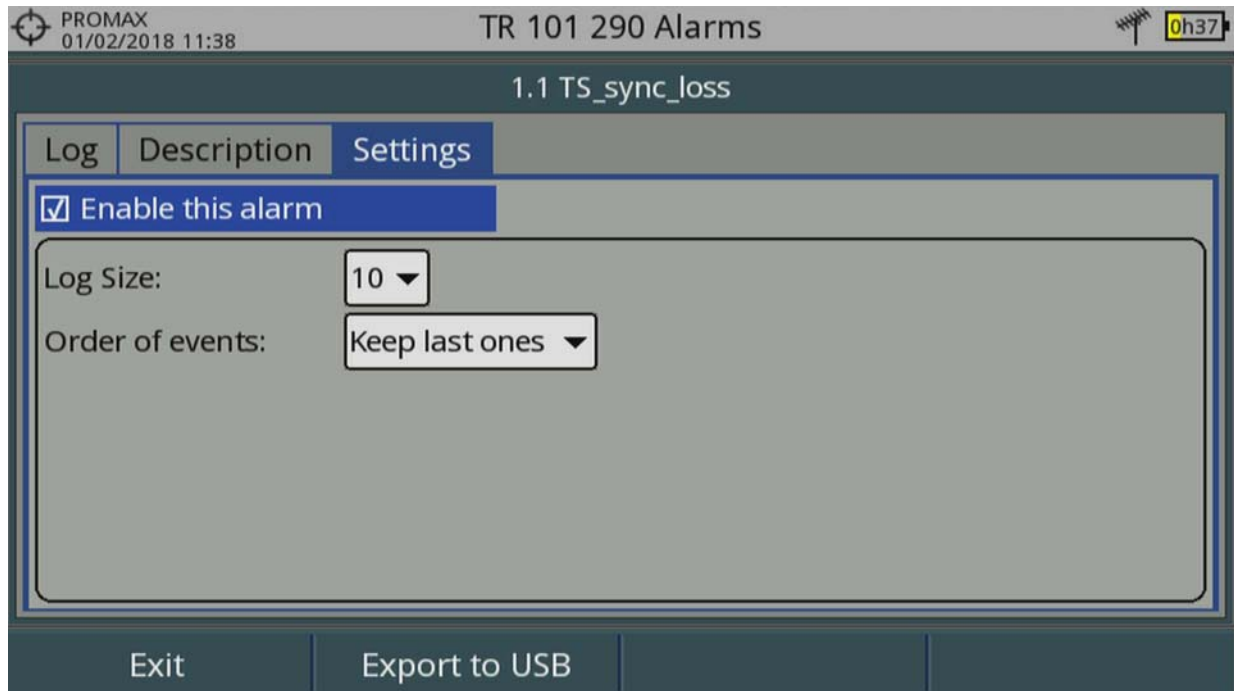 PROMAX
01/02/2018 11:38
TR 101 290 Alarms
0h37
1.1 TS_sync_loss
Log
Description
Settings
Enable this alarm
Log Size:
10
Order of events:
Keep last ones
Exit
Export to USB